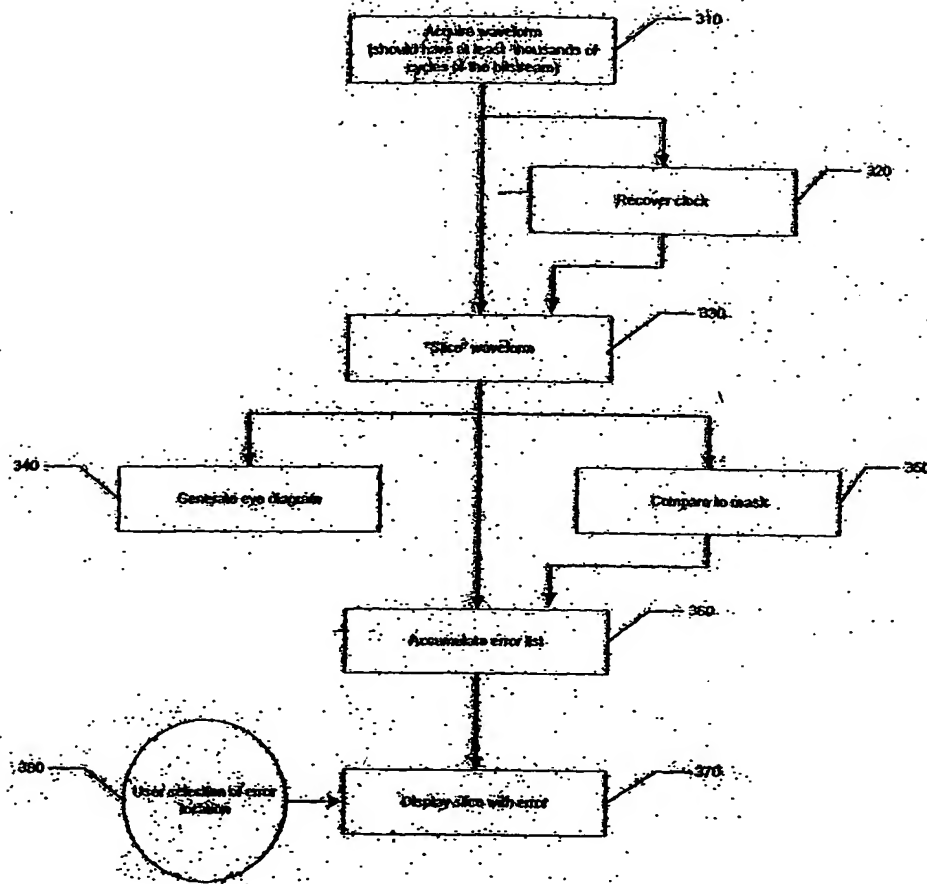 Acquire waveform
(should have at least thousands of
cycles of the bitstream)
310
Recover clock
320
"Slice" waveform
330
340
Generate eye diagram
Compare to mask
350
Accumulate error list
360
380
User selection of error
location
Display slice with error
370